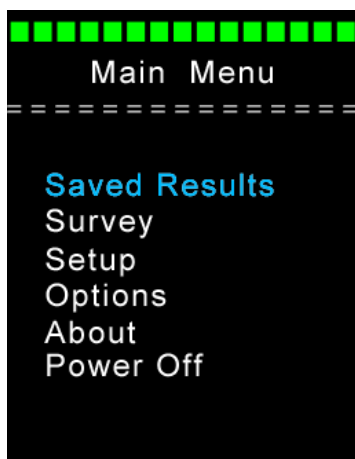 Main Menu
===============
Saved Results
Survey
Setup
Options
About
Power Off